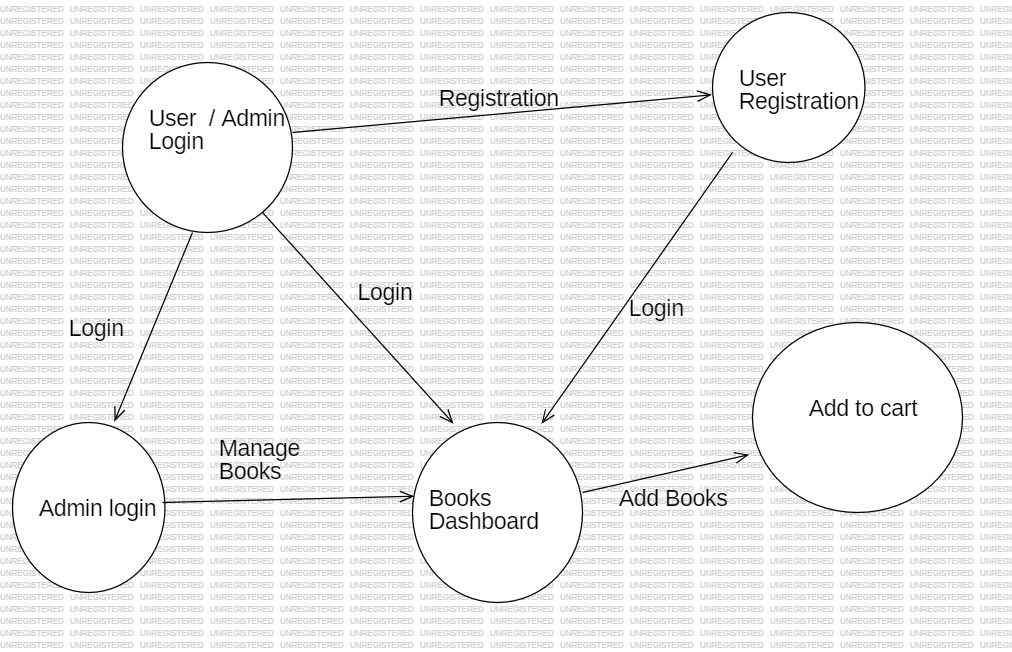 User / Admin
Login
Registration
User
Registration
Login
Login
Login
Admin login
Manage
Books
Books
Dashboard
Add Books
Add to cart
UNREGISTERED